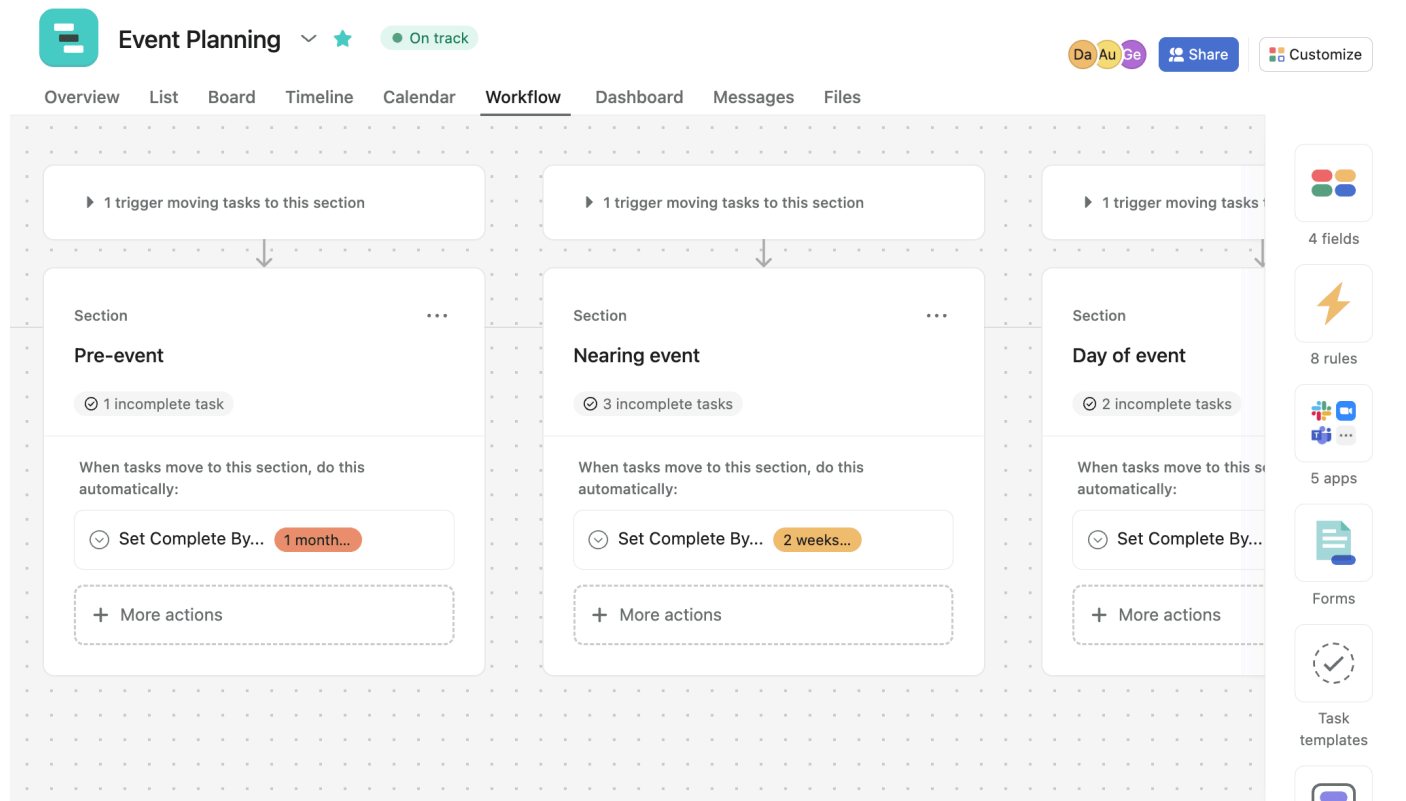 Event Planning
On track
Da Au Ge
Share
Customize
Overview List Board Timeline Calendar Workflow Dashboard Messages Files
1 trigger moving tasks to this section
1 trigger moving tasks to this section
1 trigger moving tasks
Section
Pre-event
1 incomplete task
When tasks move to this section, do this
automatically:
Set Complete By...
1 month...
More actions
Section
Nearing event
3 incomplete tasks
When tasks move to this section, do this
automatically:
Set Complete By...
2 weeks...
More actions
Section
Day of event
2 incomplete tasks
When tasks move to this
automatically:
Set Complete By...
More actions
4 fields
8 rules
5 apps
Forms
Task
templates